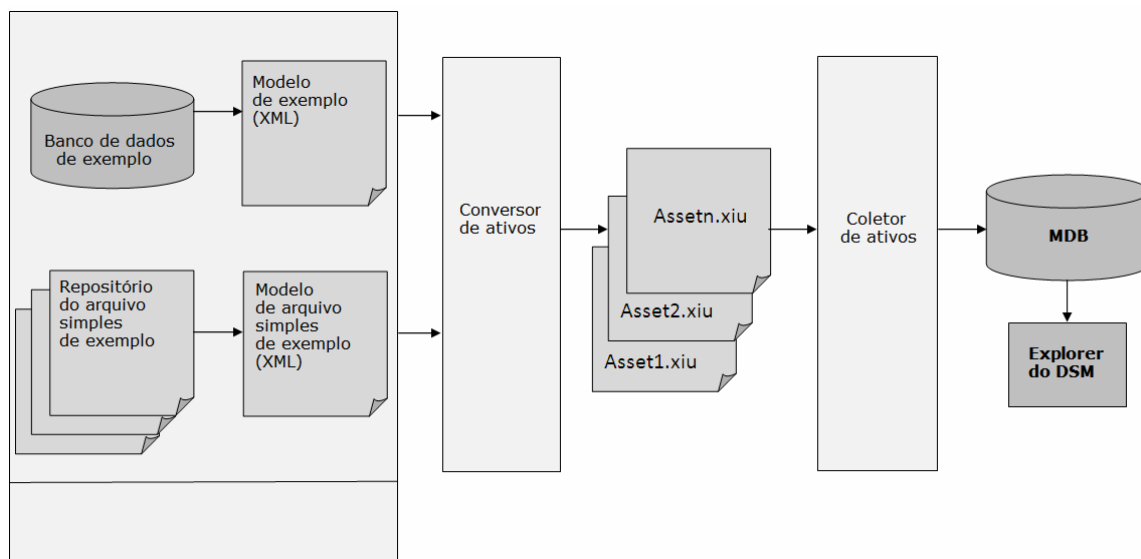 Banco de dados
de exemplo
Modelo
de exemplo
(XML)
Repositório
do arquivo
simples
de exemplo
Modelo
de arquivo
simples
de exemplo
(XML)
Conversor
de ativos
Assetn.xiu
Asset2.xiu
Asset1.xiu
Coletor
de ativos
MDB
Explorer
do DSM